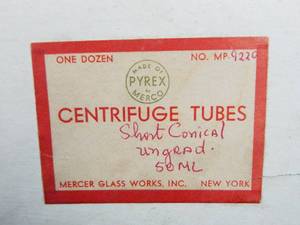 ONE DOZEN NO. MP-9220
MADE OF
PYREX
by
MERCO
CENTRIFUGE TUBES
Short Conical
ungrad.
50 ML
MERCER GLASS WORKS, INC. NEW YORK